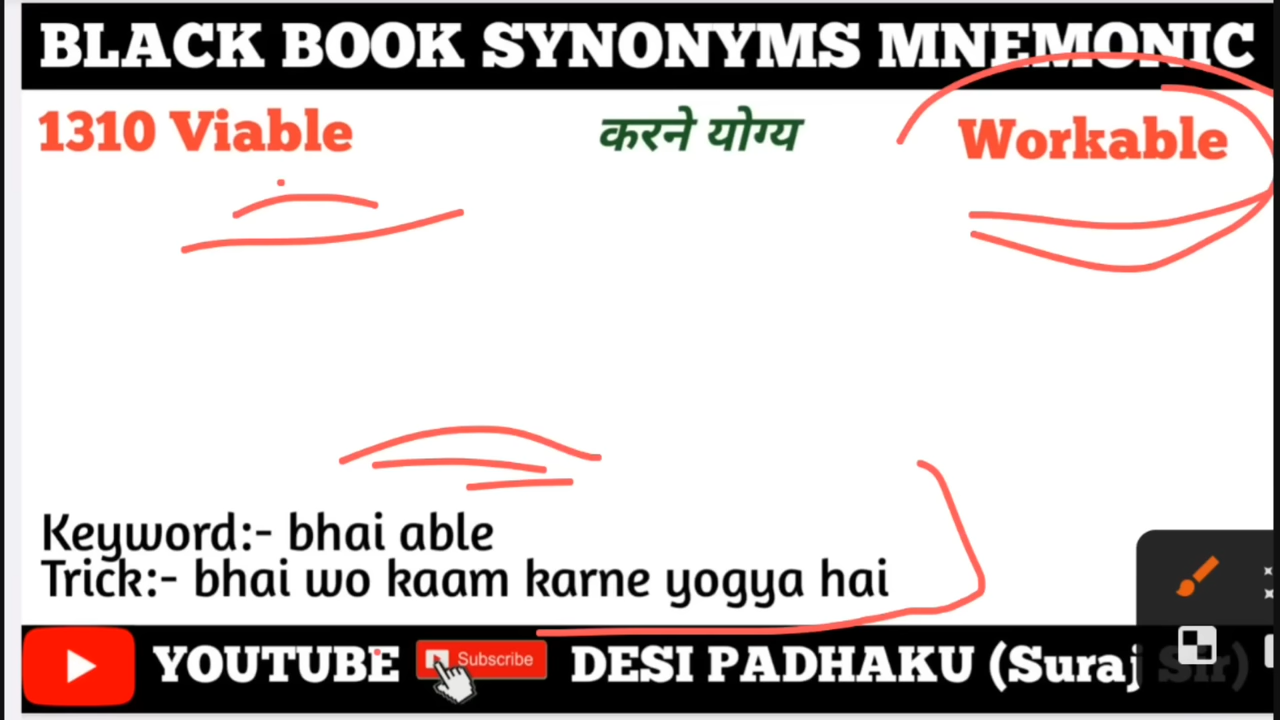 BLACK BOOK SYNONYMS MNEMONIC
1310 Viable करने योग्य Workable
Keyword:- bhai able
Trick:- bhai wo kaam karne yogya hai
YOUTUBE Subscribe DESI PADHAKU (Suraj Sir)